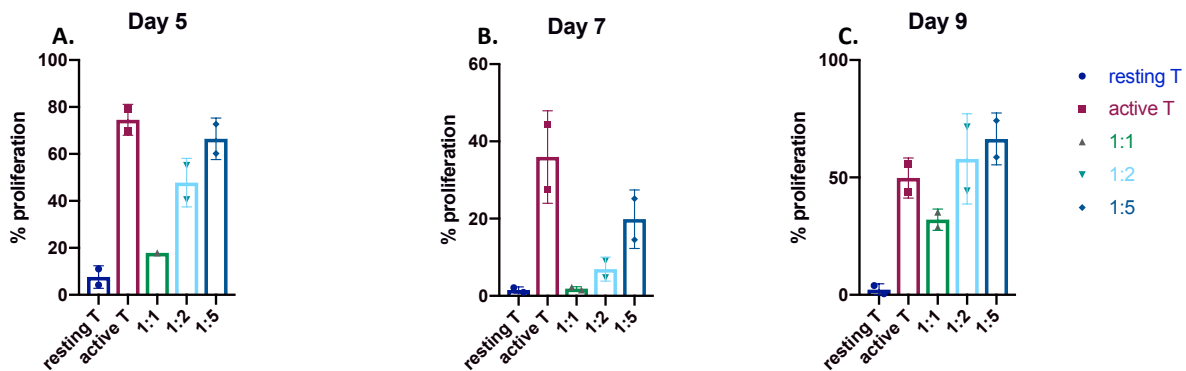 A.
Day 5
% proliferation
100
80
60
40
20
0
resting T
active T
1:1
1:2
1:5
B.
Day 7
% proliferation
60
40
20
0
resting T
active T
1:1
1:2
1:5
C.
Day 9
% proliferation
100
50
0
resting T
active T
1:1
1:2
1:5
resting T
active T
1:1
1:2
1:5